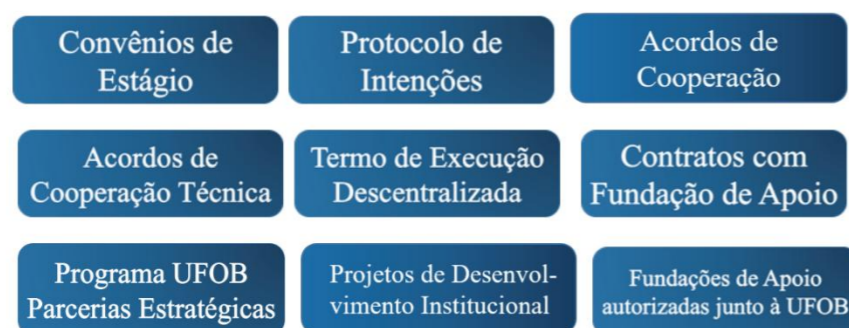 Convênios de
Estágio
Protocolo de
Intenções
Acordos de
Cooperação
Acordos de
Cooperação Técnica
Termo de Execução
Descentralizada
Contratos com
Fundação de Apoio
Programa UFOB
Parcerias Estratégicas
Projetos de Desenvol-
vimento Institucional
Fundações de Apoio
autorizadas junto à UFOB